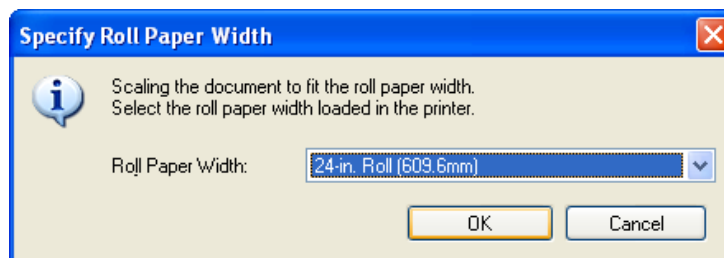 Specify Roll Paper Width
Scaling the document to fit the roll paper width.
Select the roll paper width loaded in the printer.
Roll Paper Width: 24-in. Roll (609.6mm)
OK Cancel